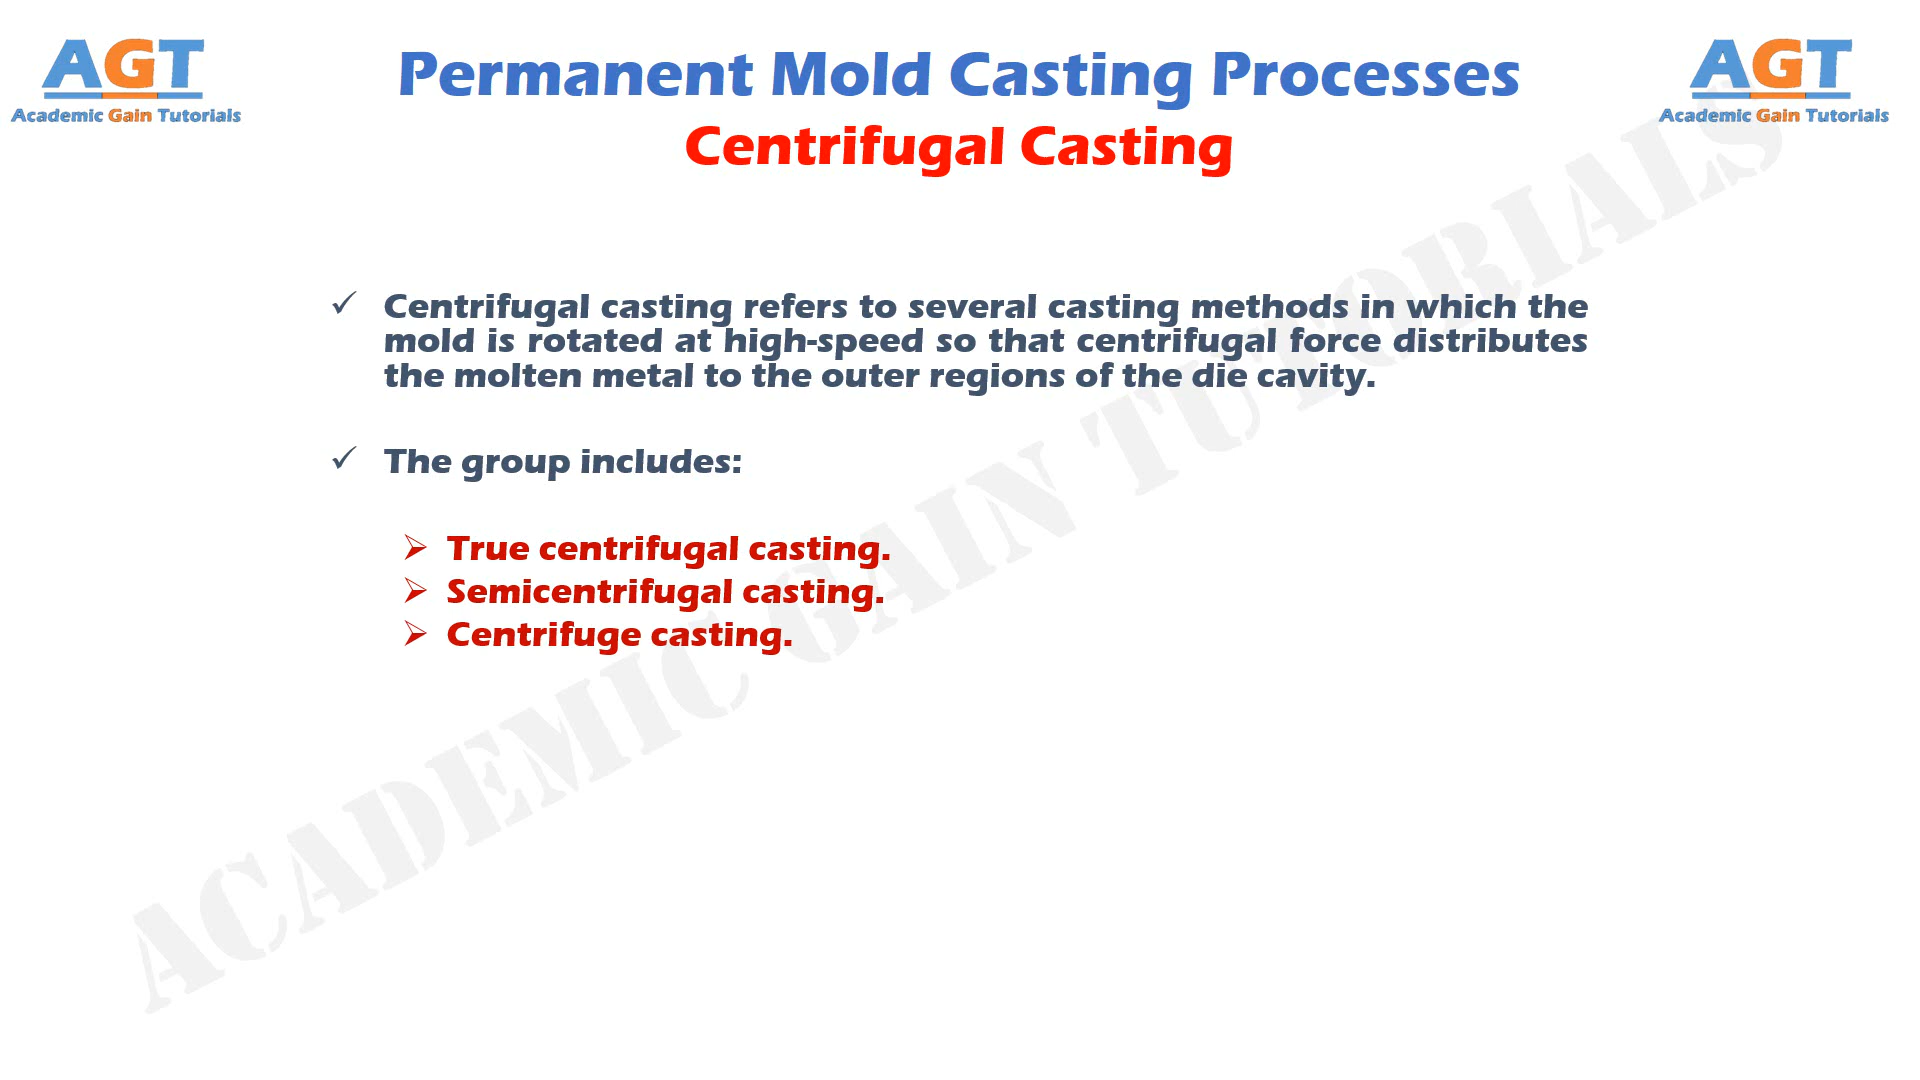 AGT
Academic Gain Tutorials
Permanent Mold Casting Processes
Centrifugal Casting
AGT
Academic Gain Tutorials
Centrifugal casting refers to several casting methods in which the
mold is rotated at high-speed so that centrifugal force distributes
the molten metal to the outer regions of the die cavity.
The group includes:
True centrifugal casting.
Semicentrifugal casting.
Centrifuge casting.
ACADEMIC GAIN TUTORIALS